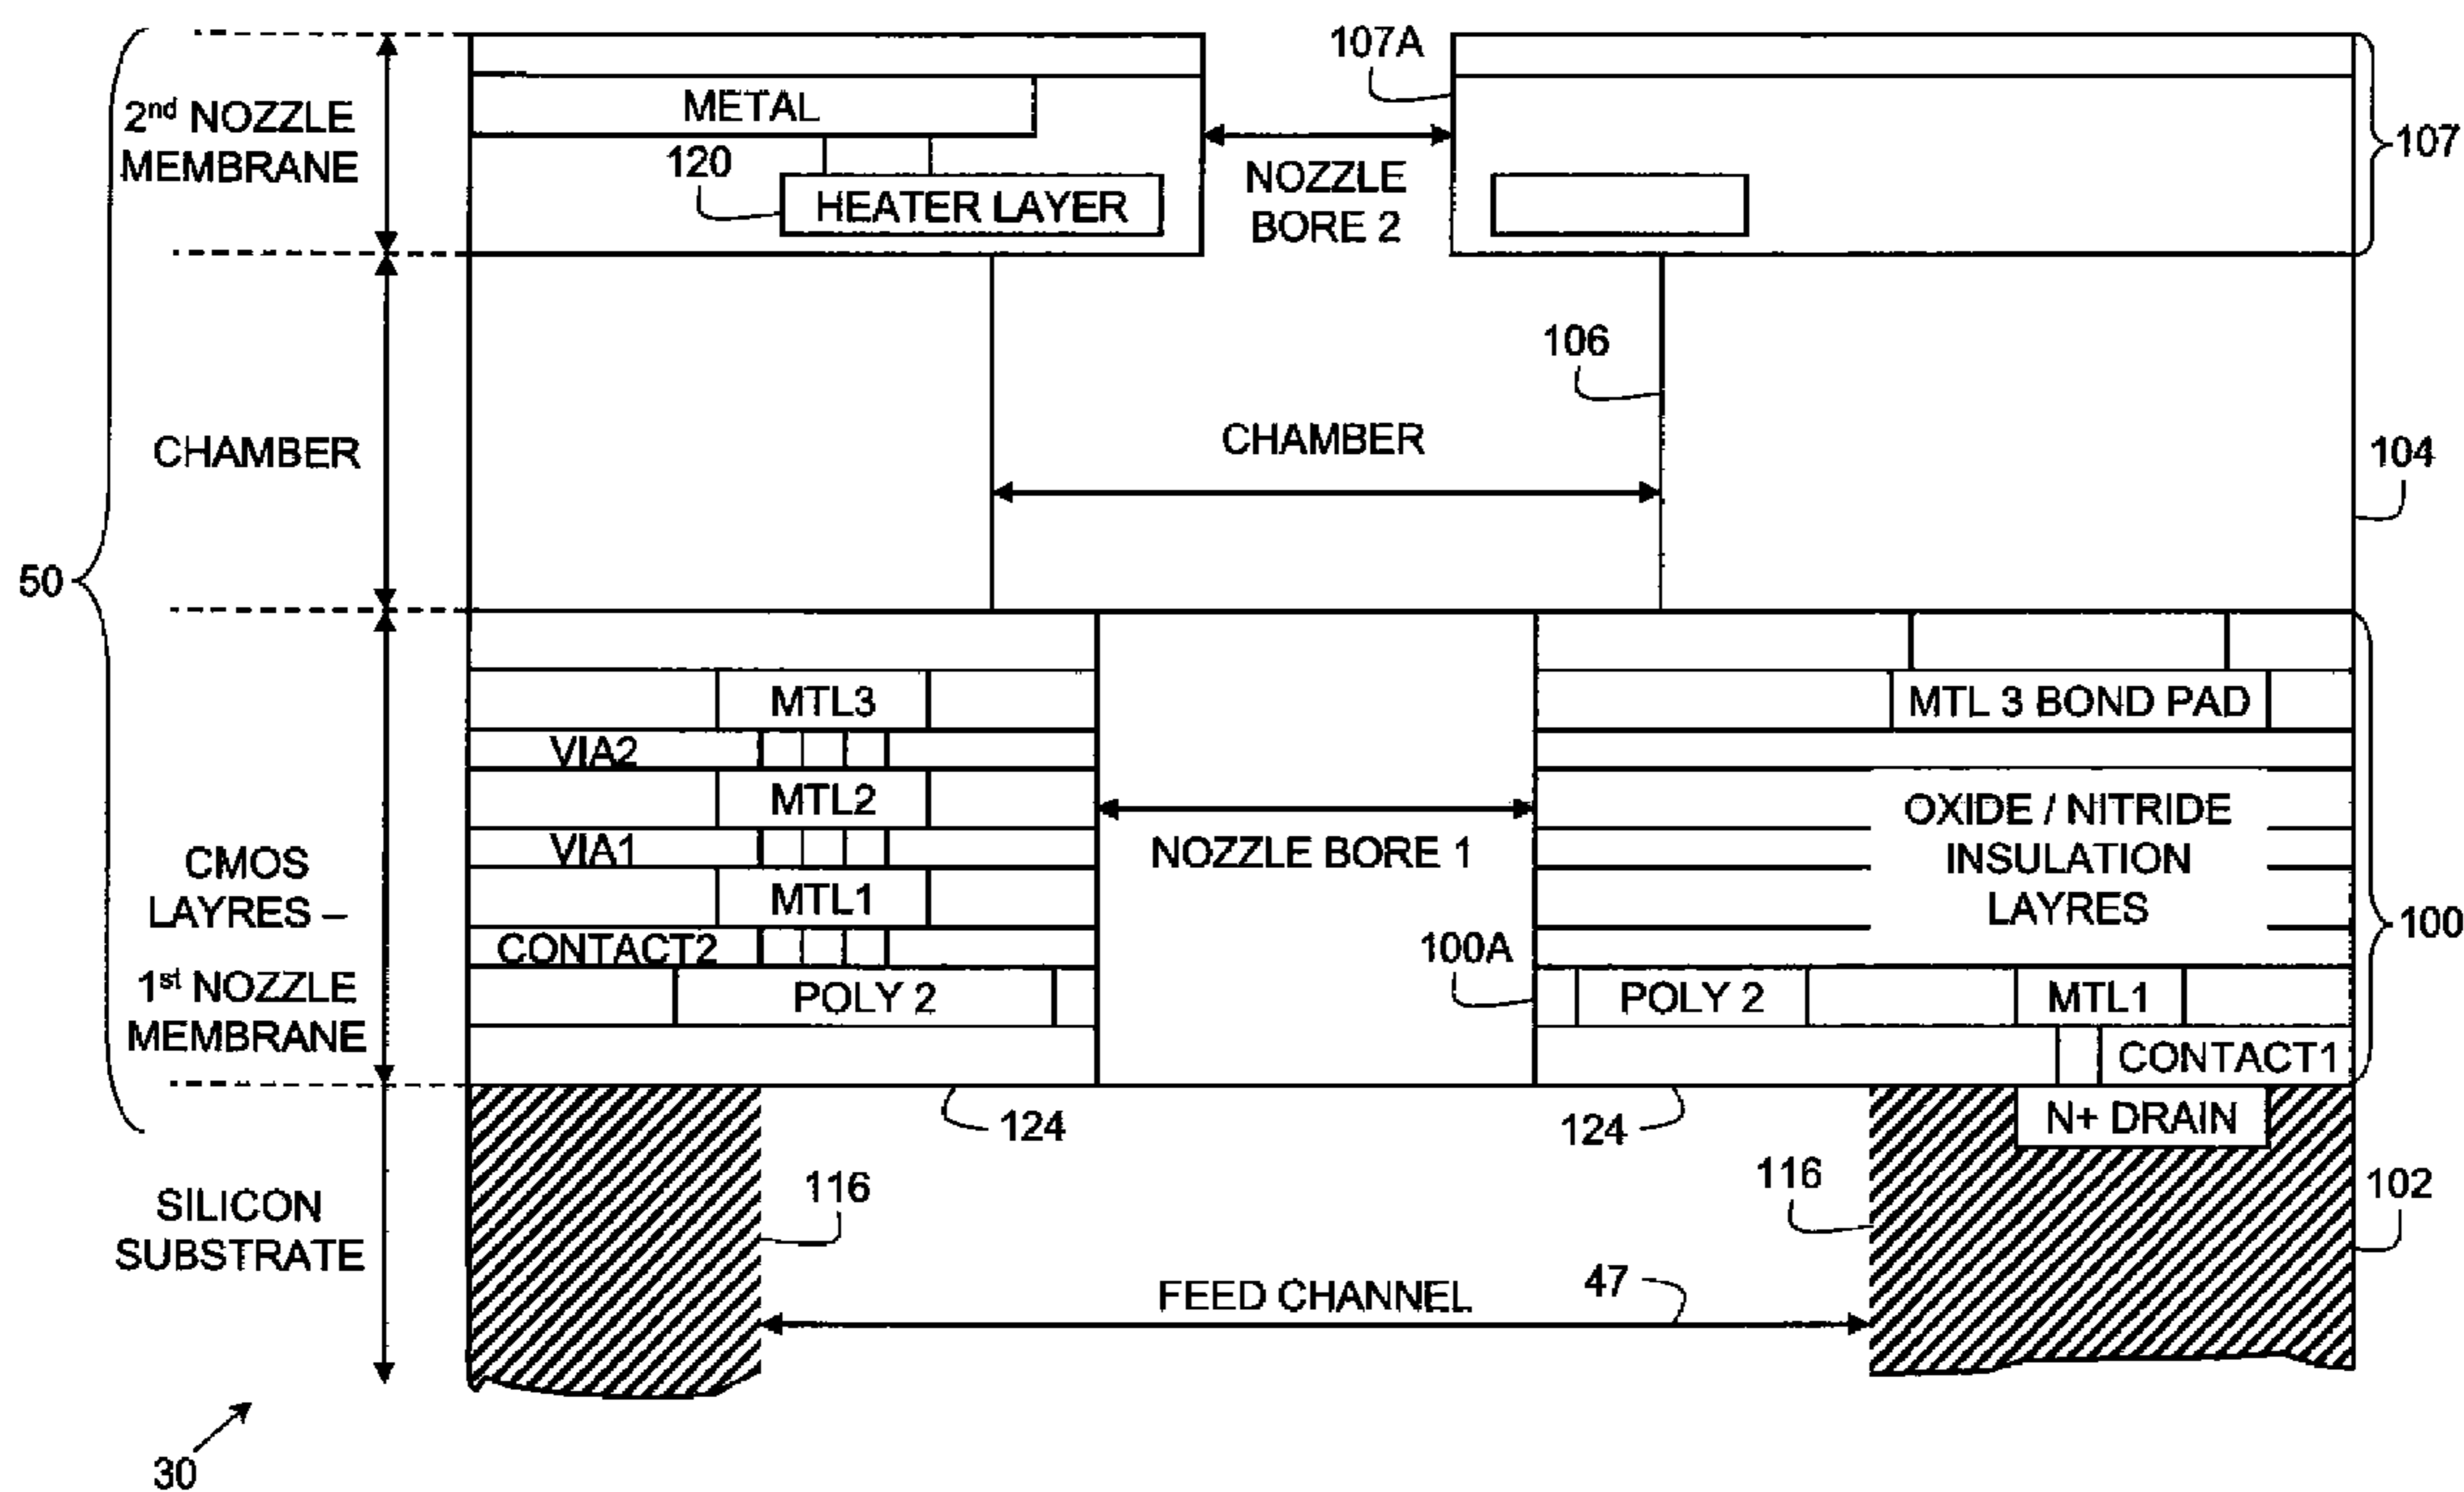 107A
2nd NOZZLE
MEMBRANE
METAL
120
HEATER LAYER
NOZZLE
BORE 2
107
106
CHAMBER
CHAMBER
104
50
MTL3
MTL 3 BOND PAD
VIA2
MTL2
VIA1
MTL1
CONTACT2
POLY 2
NOZZLE BORE 1
OXIDE / NITRIDE
INSULATION
LAYRES
100
100A
CMOS
LAYRES –
1st NOZZLE
MEMBRANE
POLY 2
MTL1
CONTACT1
124
124
N+ DRAIN
116
116
102
SILICON
SUBSTRATE
FEED CHANNEL
47
30